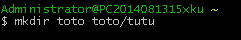 Administrator@PC2014081315xku ~
$ mkdir toto toto/tutu